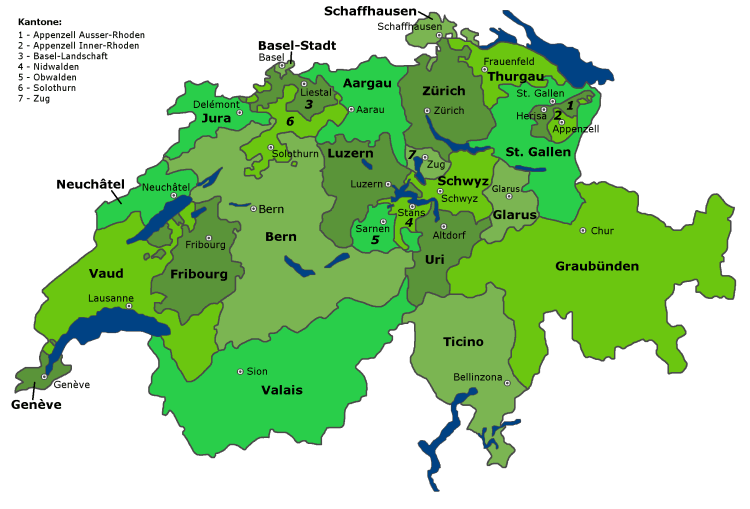 Kantone:
1 - Appenzell Ausser-Rhoden
2 - Appenzell Inner-Rhoden
3 - Basel-Landschaft
4 - Nidwalden
5 - Obwalden
6 - Solothurn
7 - Zug
Schaffhausen
Schaffhausen
Basel-Stadt
Basel
Frauenfeld
Thurgau
Aargau
Zürich
Liestal
3
St. Gallen
Delémont
Jura
6
Aarau
Zürich
Herisa
1
2
Appenzell
Solothurn
Luzern
7
Zug
St. Gallen
Neuchâtel
Neuchâtel
Luzern
Schwyz
Schwyz
Glarus
Glarus
Bern
Bern
Stans
4
Sarnen
5
Altdorf
Uri
Chur
Fribourg
Fribourg
Vaud
Graubünden
Lausanne
Ticino
Sion
Valais
Bellinzona
Genève
Genève